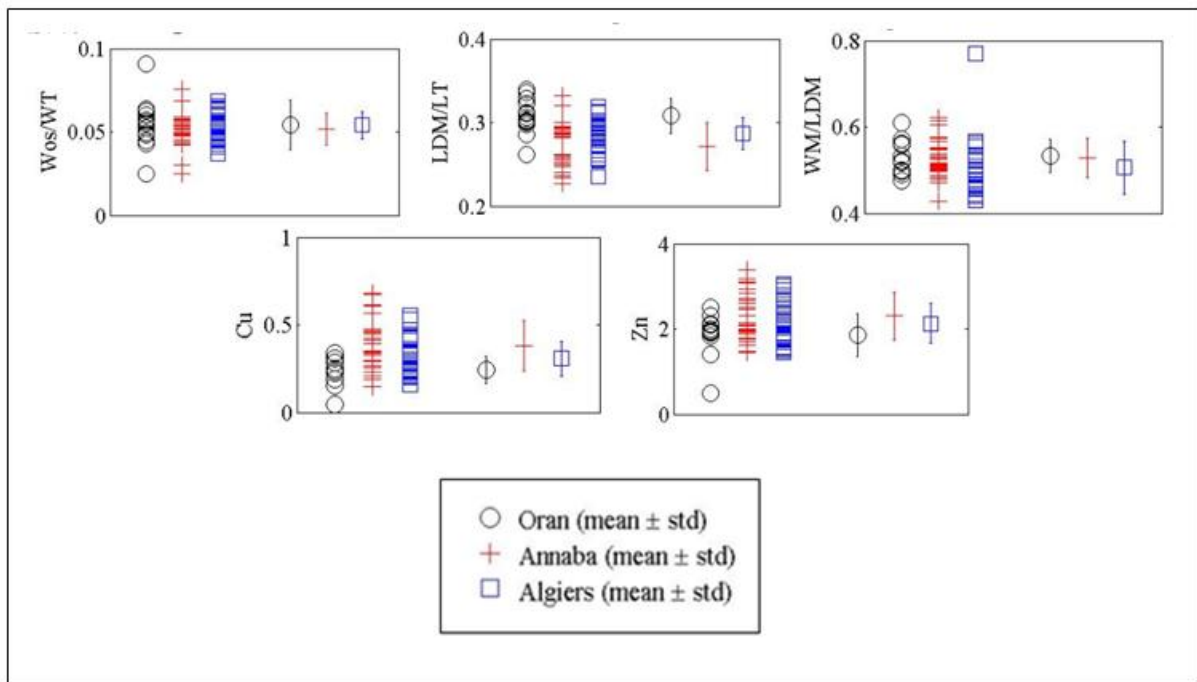 0.1
0.05
0
Wos/WT
0.4
0.3
0.2
LDM/LT
0.8
0.6
0.4
WM/LDM
1
0.5
0
Cu
4
2
0
Zn
Oran (mean ± std)
Annaba (mean ± std)
Algiers (mean ± std)